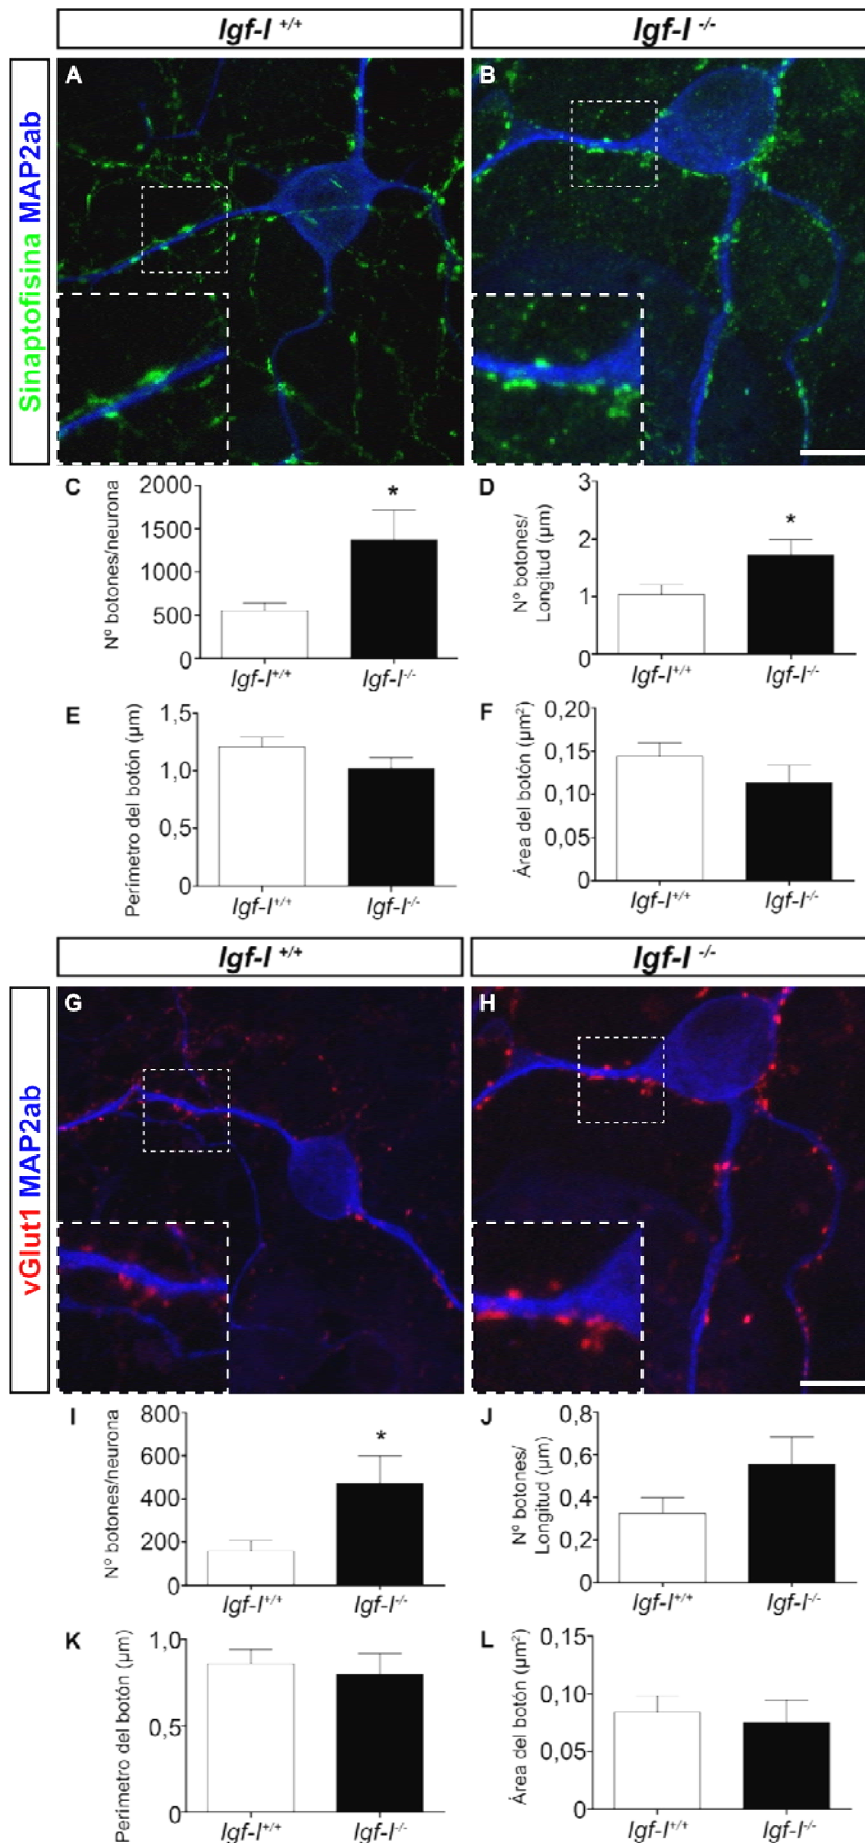 Igf-I +/+
Igf-I -/-
Sinaptofisina MAP2ab
A
B
C
Nº botones/neurona
2000
1500
1000
500
0
*
Igf-I+/+
Igf-I-/-
D
Nº botones/
Longitud (µm)
3
2
1
0
*
Igf-I+/+
Igf-I-/-
E
Perímetro del botón (µm)
1,5
1,0
0,5
0
Igf-I+/+
Igf-I-/-
F
Área del botón (µm²)
0,20
0,15
0,10
0,05
0
Igf-I+/+
Igf-I-/-
Igf-I +/+
Igf-I -/-
vGlut1 MAP2ab
G
H
I
Nº botones/neurona
800
600
400
200
0
*
Igf-I+/+
Igf-I-/-
J
Nº botones/
Longitud (µm)
0,8
0,6
0,4
0,2
0
Igf-I+/+
Igf-I-/-
K
Perímetro del botón (µm)
1,0
0,5
0
Igf-I+/+
Igf-I-/-
L
Área del botón (µm²)
0,15
0,10
0,05
0
Igf-I+/+
Igf-I-/-